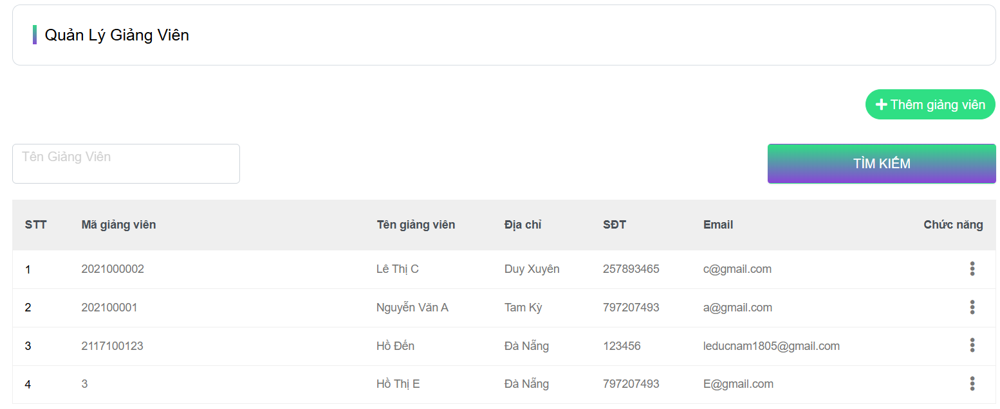 Quản Lý Giảng Viên
Thêm giảng viên
Tên Giảng Viên
TÌM KIẾM
STT Mã giảng viên Tên giảng viên Địa chỉ SĐT Email Chức năng
1 2021000002 Lê Thị C Duy Xuyên 257893465 c@gmail.com
2 202100001 Nguyễn Văn A Tam Kỳ 797207493 a@gmail.com
3 2117100123 Hồ Đến Đà Nẵng 123456 leducnam1805@gmail.com
4 3 Hồ Thị E Đà Nẵng 797207493 E@gmail.com